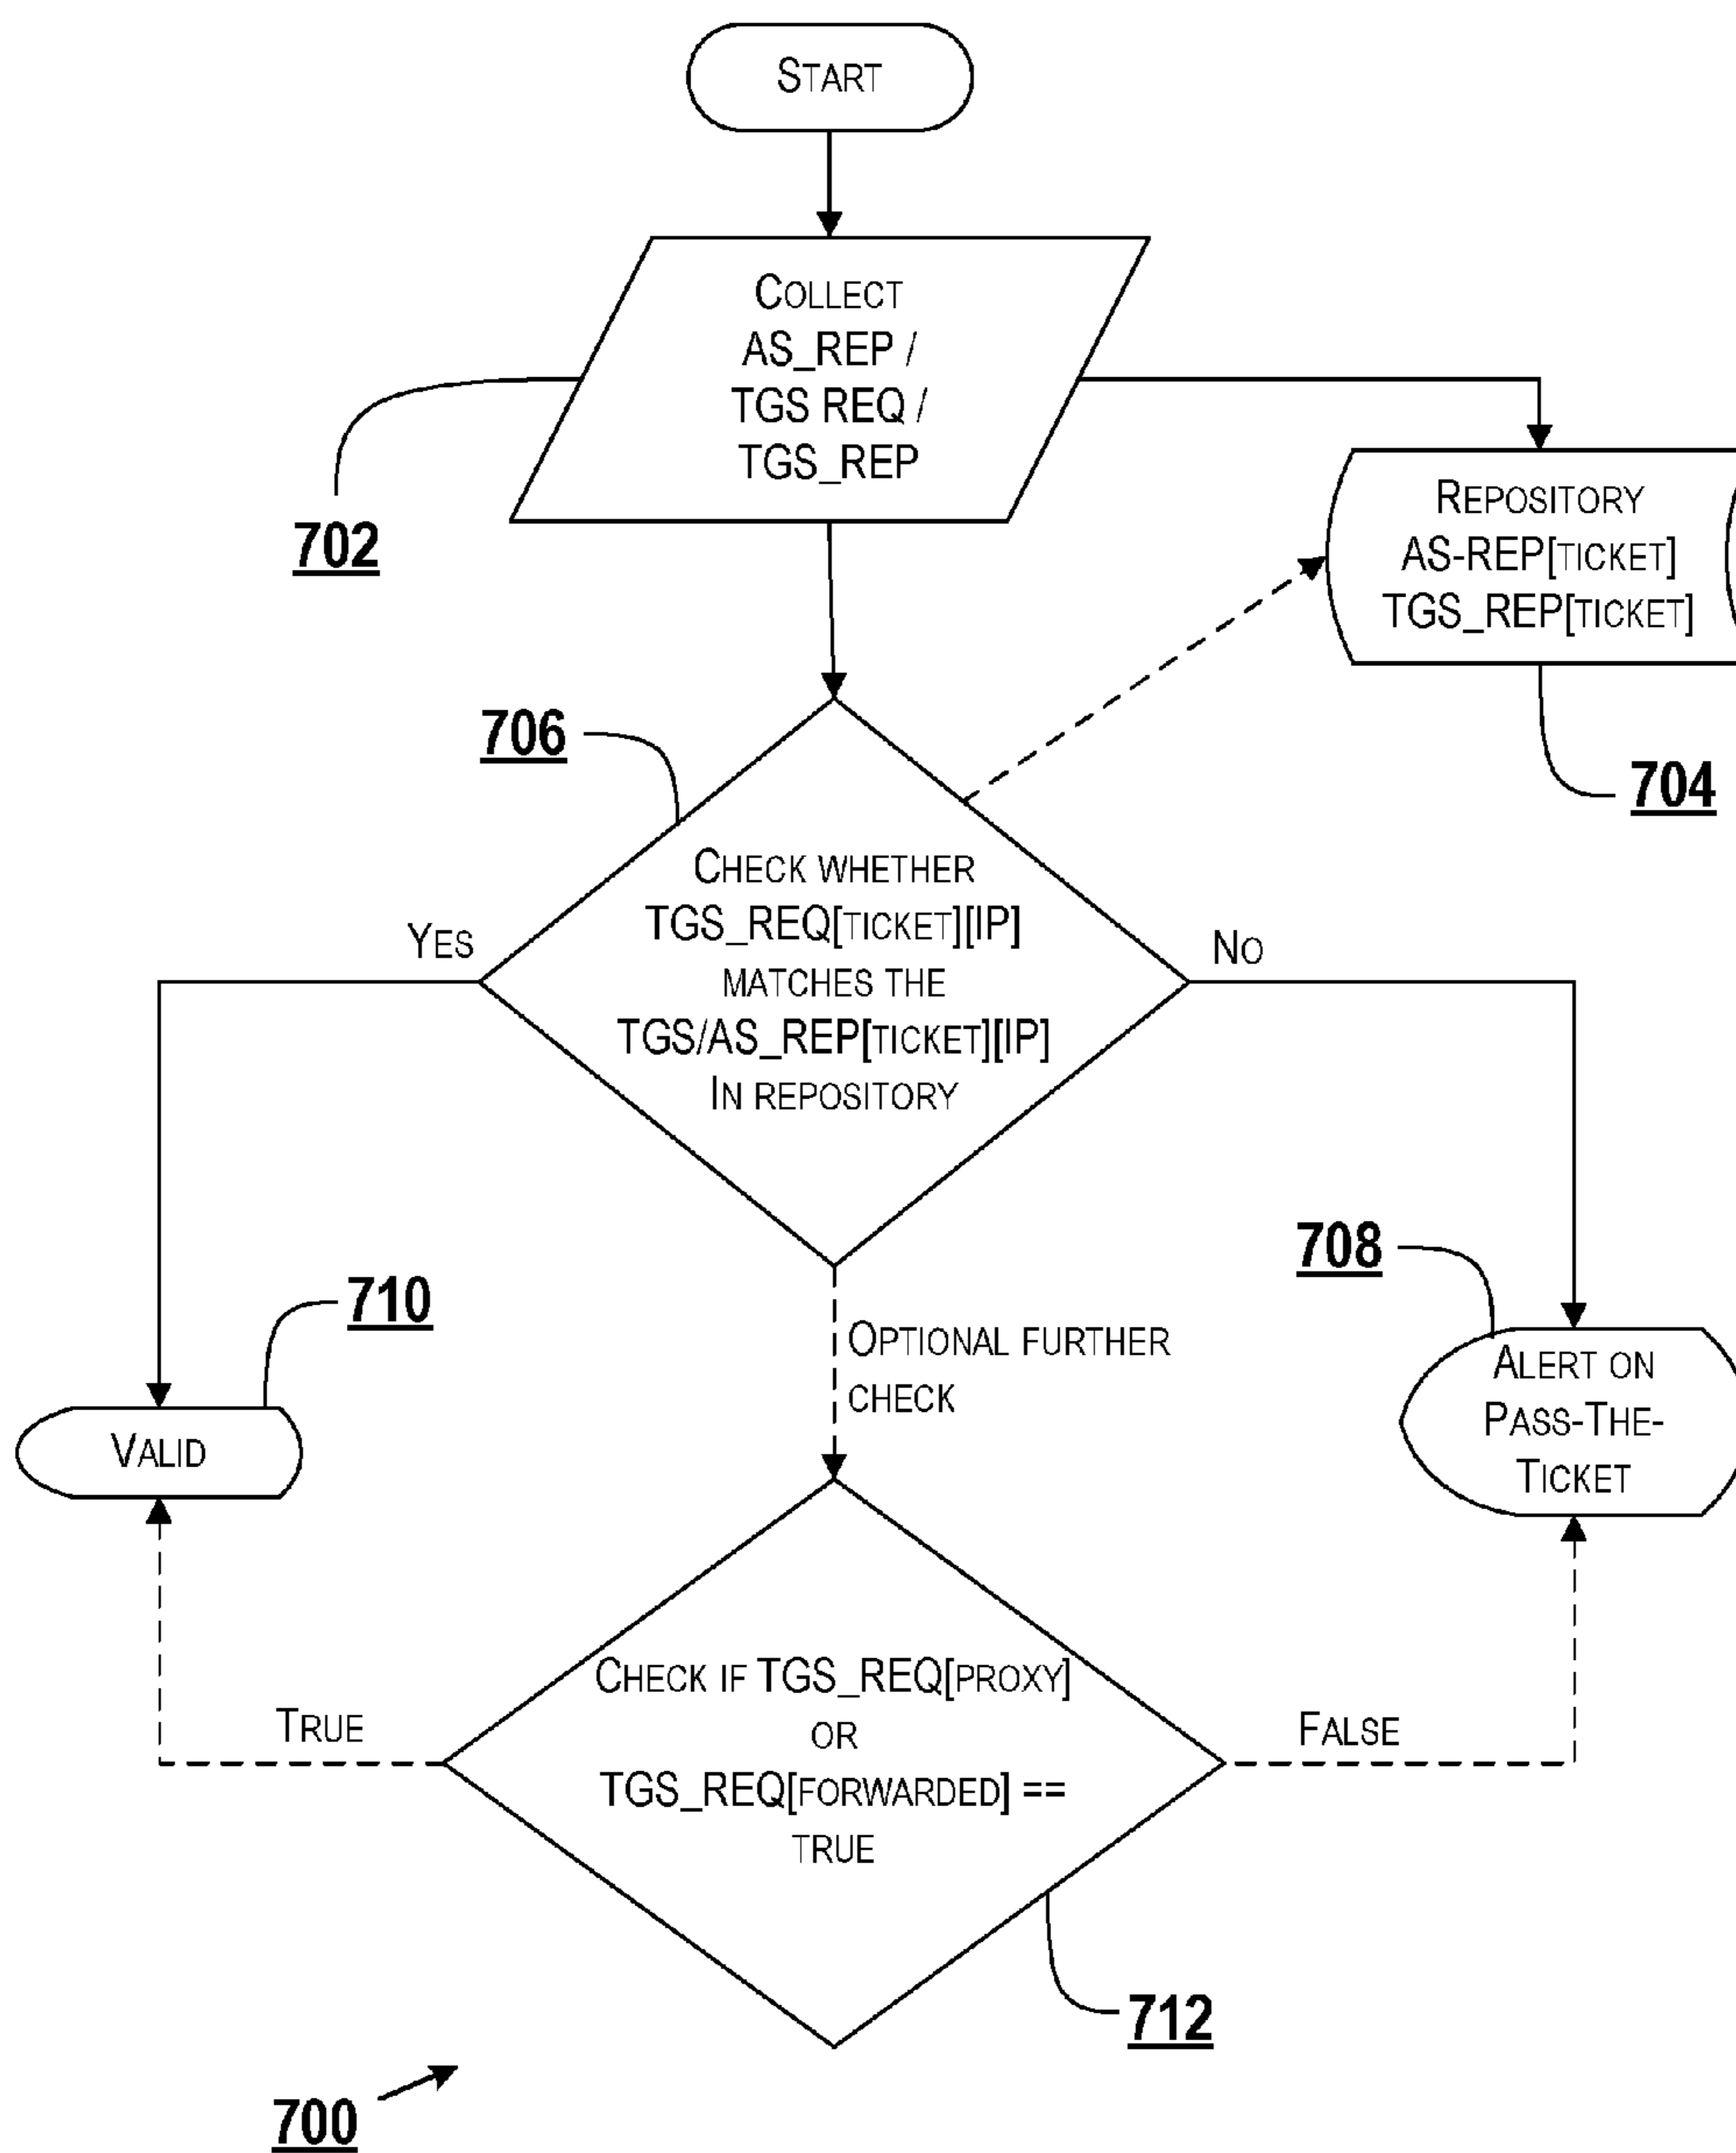 START
COLLECT
AS_REP /
TGS REQ /
TGS_REP
702
REPOSITORY
AS-REP[TICKET]
TGS_REP[TICKET]
704
706
CHECK WHETHER
TGS_REQ[TICKET][IP]
MATCHES THE
TGS/AS_REP[TICKET][IP]
IN REPOSITORY
YES
NO
708
710
OPTIONAL FURTHER
CHECK
ALERT ON
PASS-THE-
TICKET
VALID
CHECK IF TGS_REQ[PROXY]
OR
TGS_REQ[FORWARDED] ==
TRUE
TRUE
FALSE
712
700